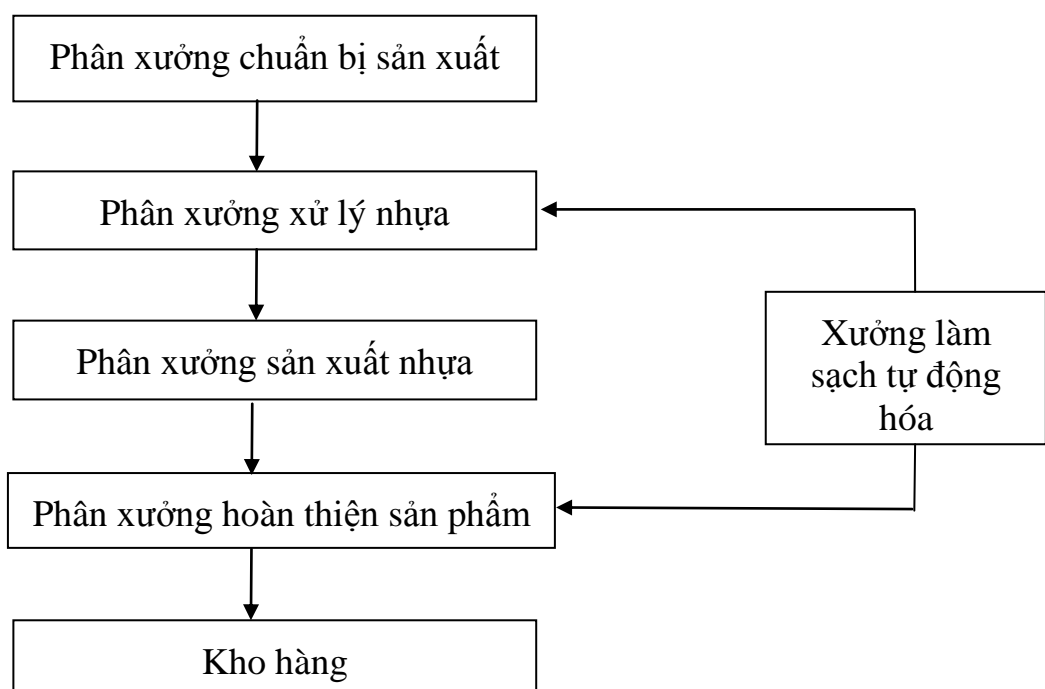 Phân xưởng chuẩn bị sản xuất
Phân xưởng xử lý nhựa
Phân xưởng sản xuất nhựa
Xưởng làm
sạch tự động
hóa
Phân xưởng hoàn thiện sản phẩm
Kho hàng